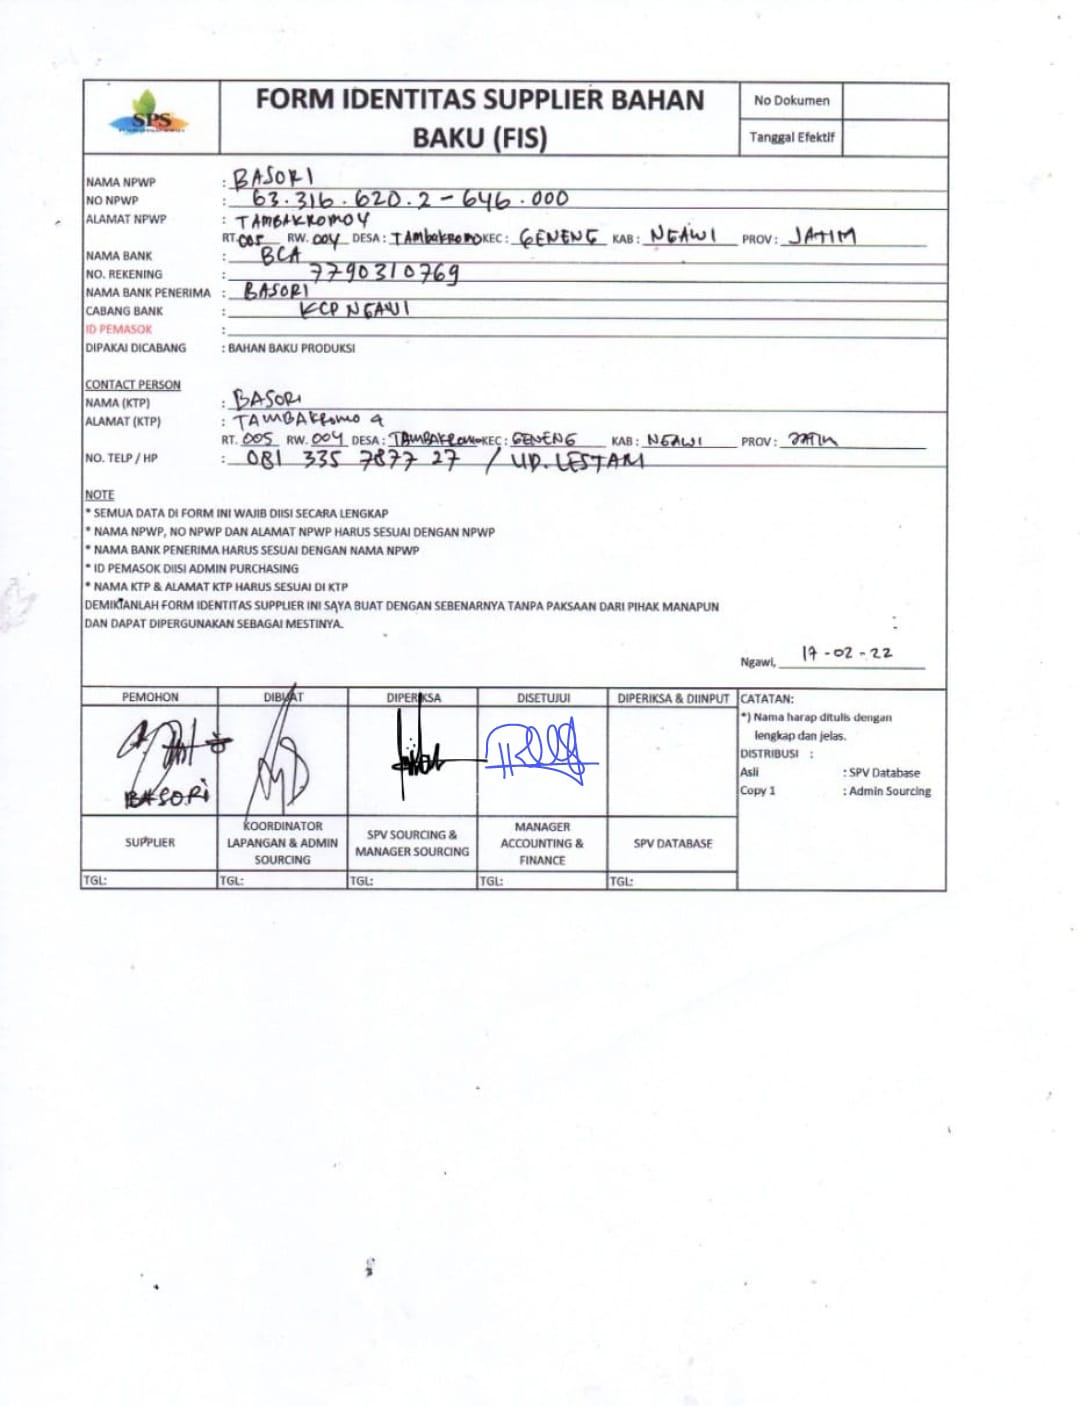 SPS
FORM IDENTITAS SUPPLIER BAHAN
BAKU (FIS)
No Dokumen
Tanggal Efektif
NAMA NPWP : BASORI
NO NPWP : 63.316.620.2-646.000
ALAMAT NPWP : TAMBAKROMO 4
RT. 005 RW. 004 DESA : TAMBAKROMO KEC : GENENG KAB : NGAWI PROV : JATIM
NAMA BANK : BCA
NO. REKENING : 7790310769
NAMA BANK PENERIMA : BASORI
CABANG BANK : KCP NGAWI
ID PEMASOK :
DIPAKAI DICABANG : BAHAN BAKU PRODUKSI
CONTACT PERSON
NAMA (KTP) : BASORI
ALAMAT (KTP) : TAMBAKROMO 4
RT. 005 RW. 004 DESA : TAMBAKROMO KEC : GENENG KAB : NGAWI PROV : JATIM
NO. TELP / HP : 081 335 7877 27 / UD. LESTARI
NOTE
* SEMUA DATA DI FORM INI WAJIB DIISI SECARA LENGKAP
* NAMA NPWP, NO NPWP DAN ALAMAT NPWP HARUS SESUAI DENGAN NPWP
* NAMA BANK PENERIMA HARUS SESUAI DENGAN NAMA NPWP
* ID PEMASOK DIISI ADMIN PURCHASING
* NAMA KTP & ALAMAT KTP HARUS SESUAI DI KTP
DEMIKIANLAH FORM IDENTITAS SUPPLIER INI SAYA BUAT DENGAN SEBENARNYA TANPA PAKSAAN DARI PIHAK MANAPUN
DAN DAPAT DIPERGUNAKAN SEBAGAI MESTINYA.
Ngawi, 17-02-22
PEMOHON DIBUAT DIPERIKSA DISETUJUI DIPERIKSA & DIINPUT
BASORI
SUPPLIER
KOORDINATOR
LAPANGAN & ADMIN
SOURCING
SPV SOURCING &
MANAGER SOURCING
MANAGER
ACCOUNTING &
FINANCE
SPV DATABASE
TGL: TGL: TGL: TGL: TGL:
CATATAN:
*) Nama harap ditulis dengan
lengkap dan jelas.
DISTRIBUSI :
Asli : SPV Database
Copy 1 : Admin Sourcing